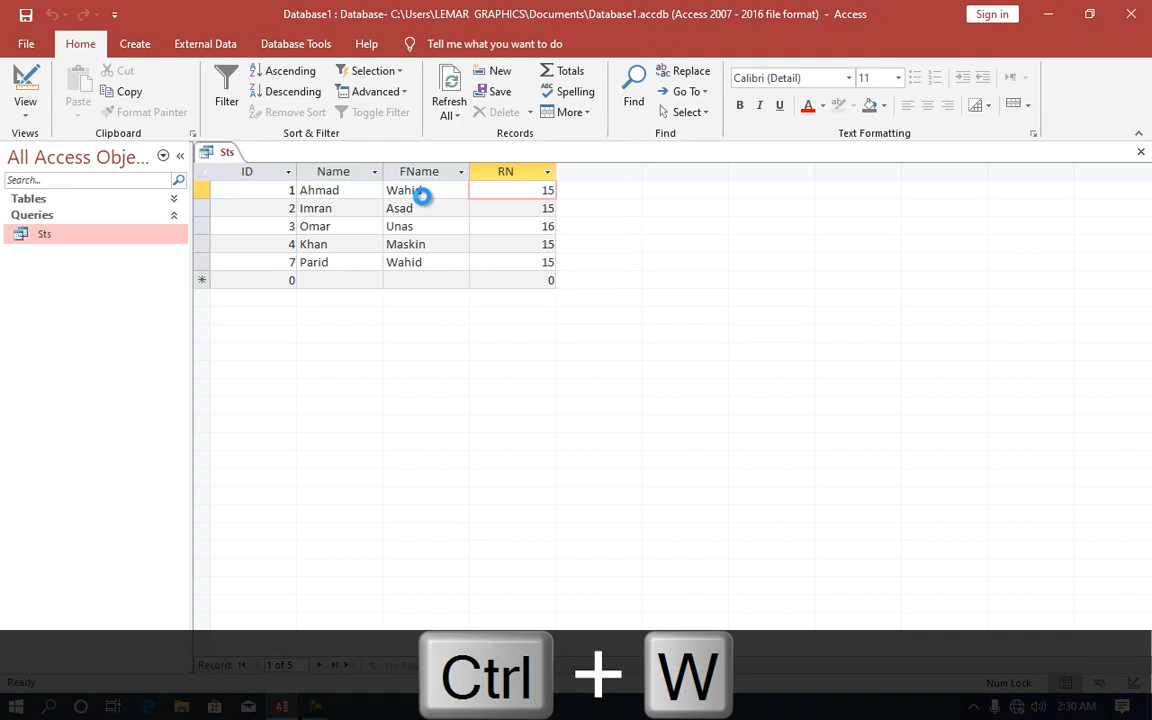 Database1 : Database- C:\Users\LEMAR GRAPHICS\Documents\Database1.accdb (Access 2007 - 2016 file format) - Access
Sign in
File Home Create External Data Database Tools Help Tell me what you want to do
View
Views
Paste
Cut
Copy
Format Painter
Clipboard
Filter
Ascending
Descending
Remove Sort
Selection
Advanced
Toggle Filter
Sort & Filter
Refresh
All
New
Save
Delete
Totals
Spelling
More
Records
Find
Replace
Go To
Select
Find
Calibri (Detail) 11
B I U A
Text Formatting
All Access Obje...
Search...
Tables
Queries
Sts
Sts
ID Name FName RN
1 Ahmad Wahid 15
2 Imran Asad 15
3 Omar Unas 16
4 Khan Maskin 15
7 Parid Wahid 15
0 0
Record: 1 of 5 No Filter
Ctrl + W
Ready
Num Lock
SQL
2:30 AM